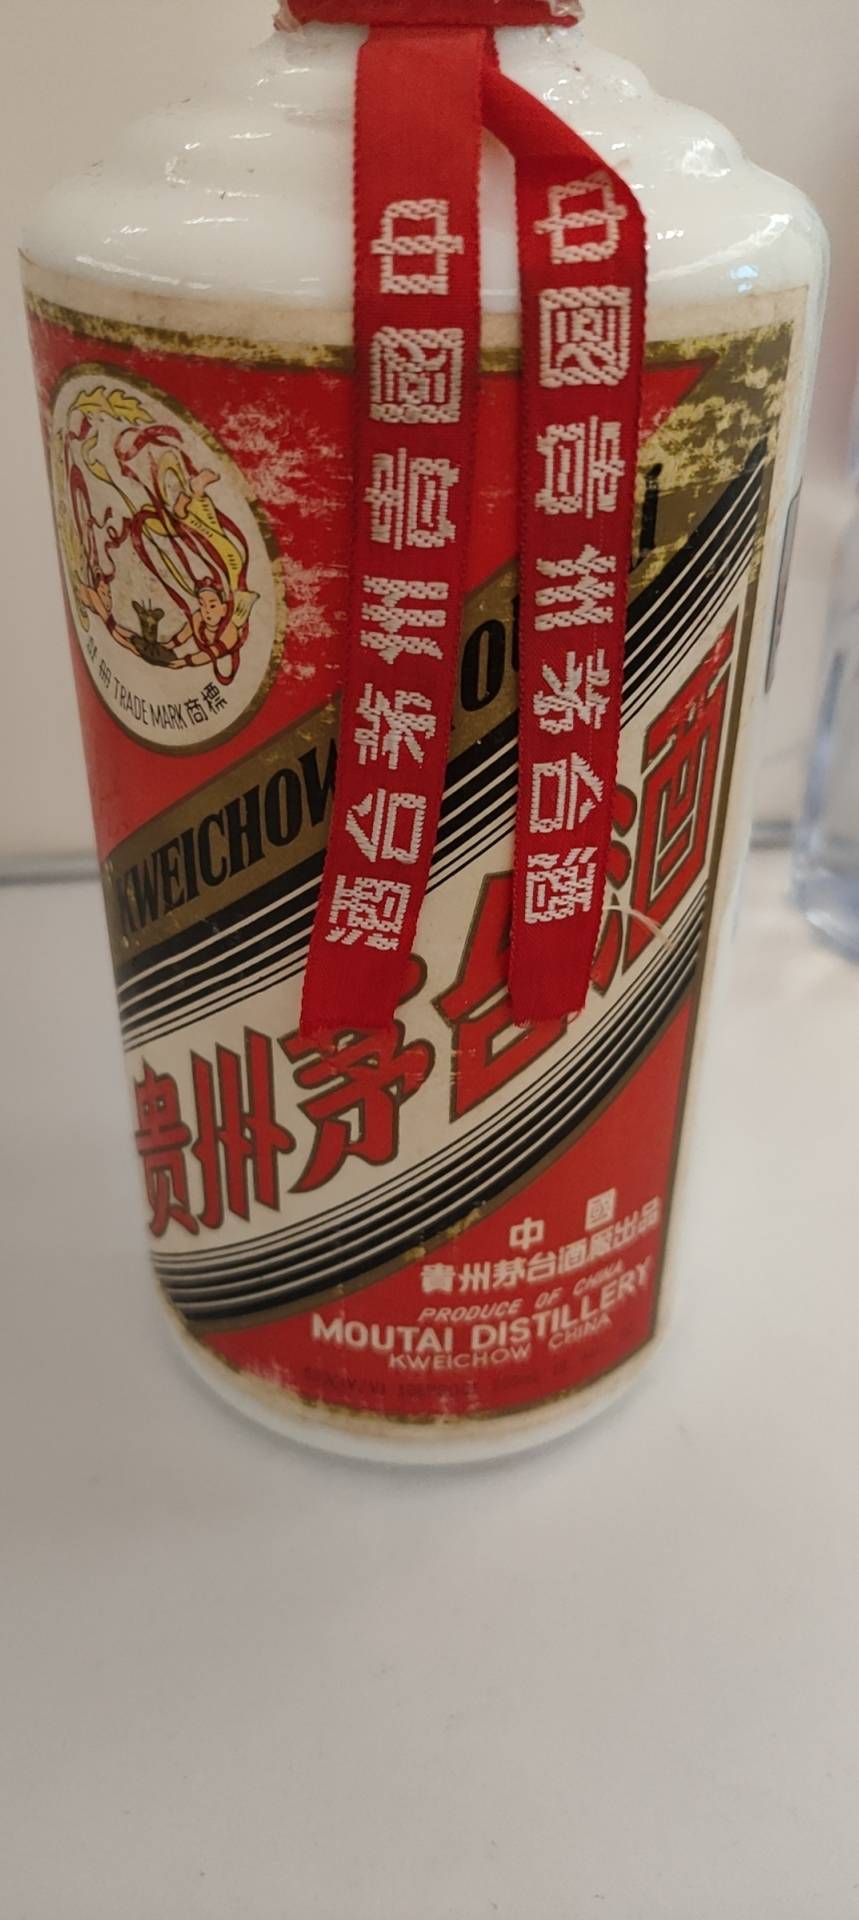 中國貴州茅台酒
中國貴州茅台酒
TRADE MARK 商標
KWEICHOW
貴州茅台酒
中國
貴州茅台酒厰出品
PRODUCE OF CHINA
MOUTAI DISTILLERY
KWEICHOW CHINA